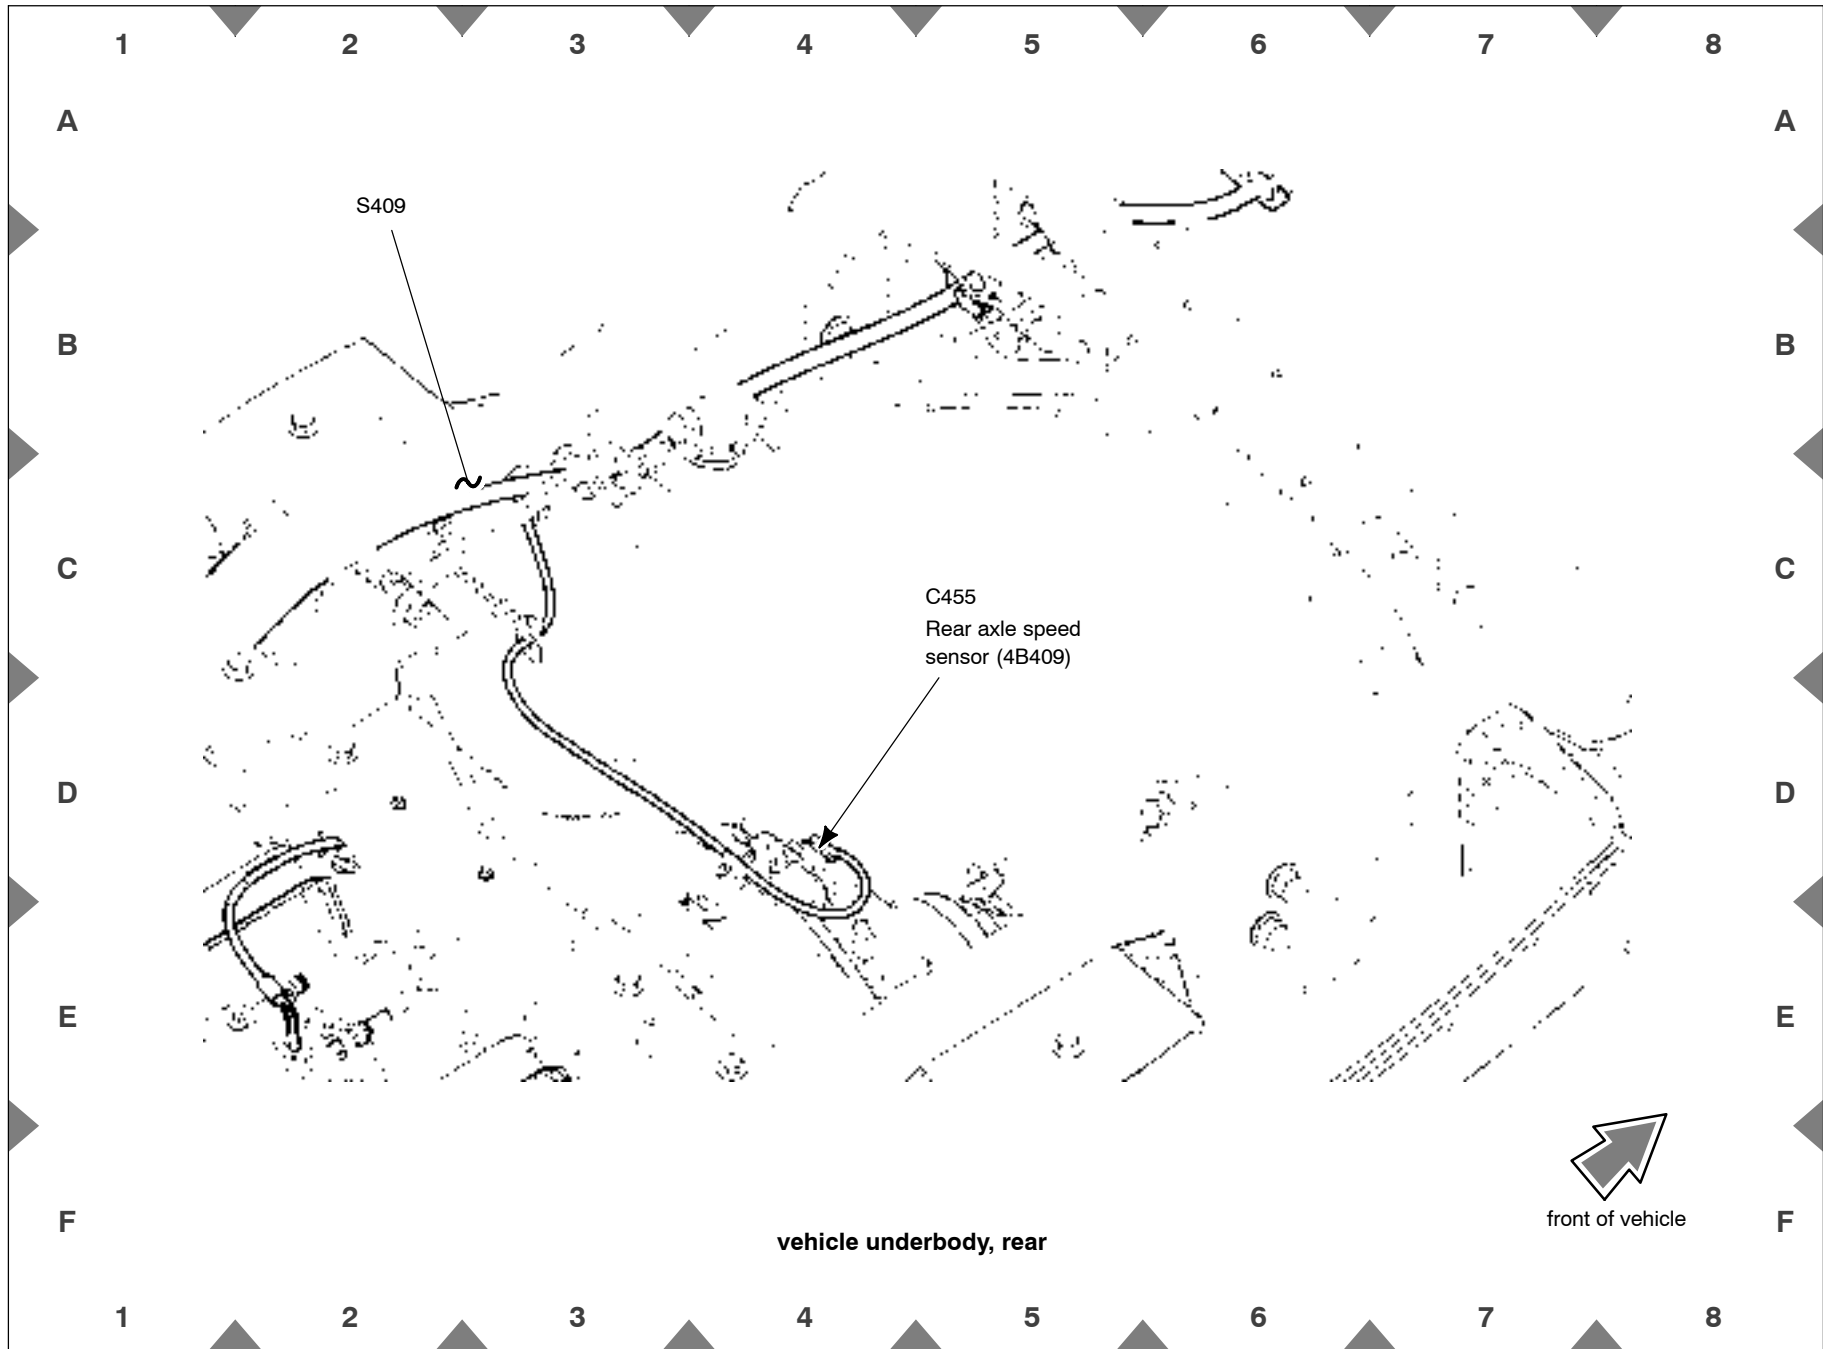 1 2 3 4 5 6 7 8
A A
S409
B B
C C
C455
Rear axle speed
sensor (4B409)
D D
E E
front of vehicle
F F
vehicle underbody, rear
1 2 3 4 5 6 7 8